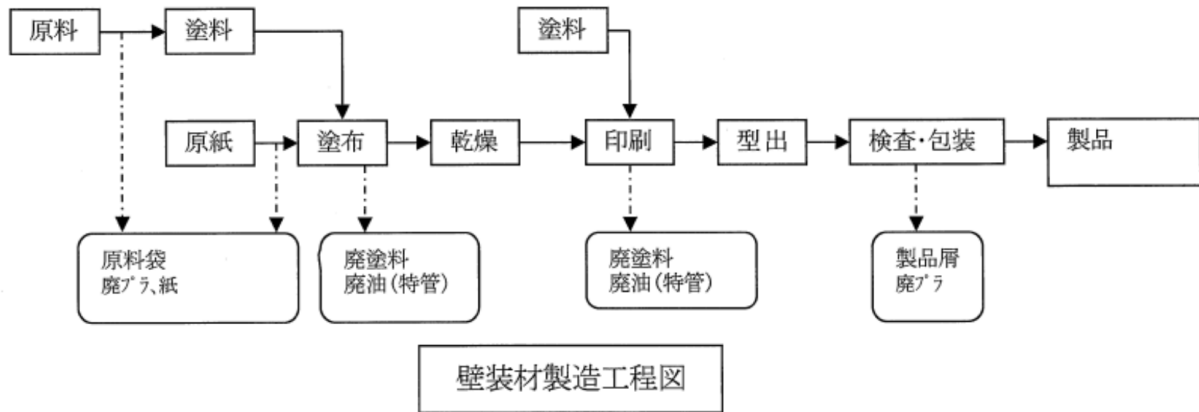 原料
塗料
塗料
原紙
塗布
乾燥
印刷
型出
検査・包装
製品
原料袋
廃ﾌﾟﾗ、紙
廃塗料
廃油(特管)
廃塗料
廃油(特管)
製品屑
廃ﾌﾟﾗ
壁装材製造工程図